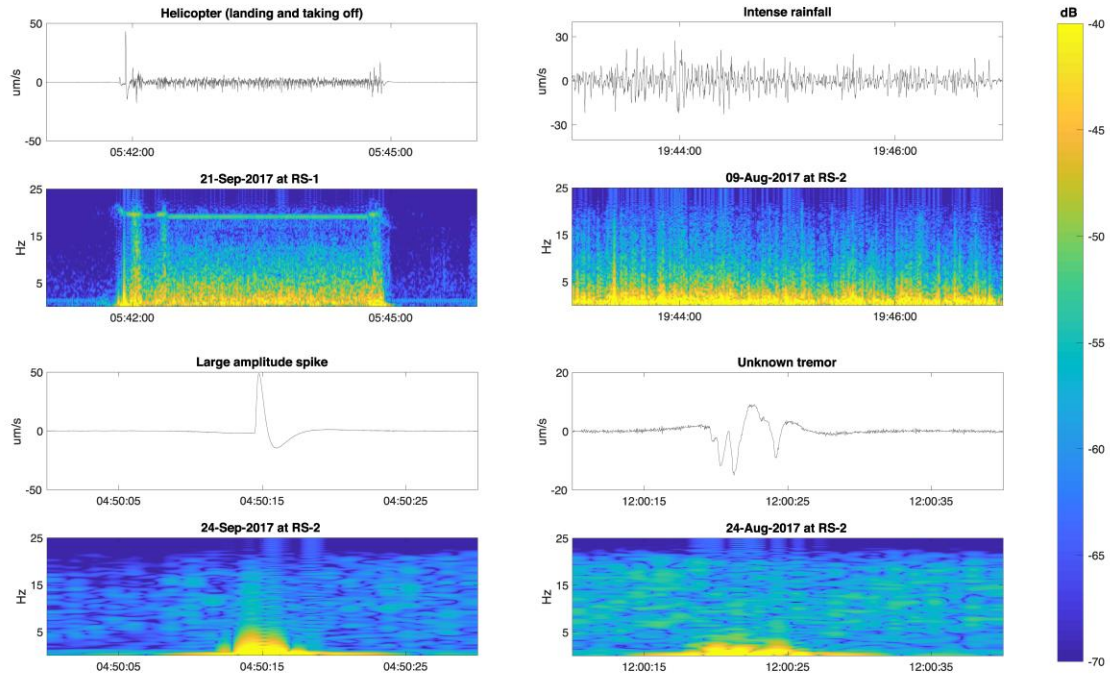 Helicopter (landing and taking off)
50
um/s
0
-50
05:42:00 05:45:00
Intense rainfall
30
um/s
0
-30
19:44:00 19:46:00
dB
-40
-45
-50
-55
-60
-65
-70
21-Sep-2017 at RS-1
25
15
Hz
5
05:42:00 05:45:00
09-Aug-2017 at RS-2
25
15
Hz
5
19:44:00 19:46:00
Large amplitude spike
50
um/s
0
-50
04:50:05 04:50:15 04:50:25
Unknown tremor
20
um/s
0
-20
12:00:15 12:00:25 12:00:35
24-Sep-2017 at RS-2
25
15
Hz
5
04:50:05 04:50:15 04:50:25
24-Aug-2017 at RS-2
25
15
Hz
5
12:00:15 12:00:25 12:00:35